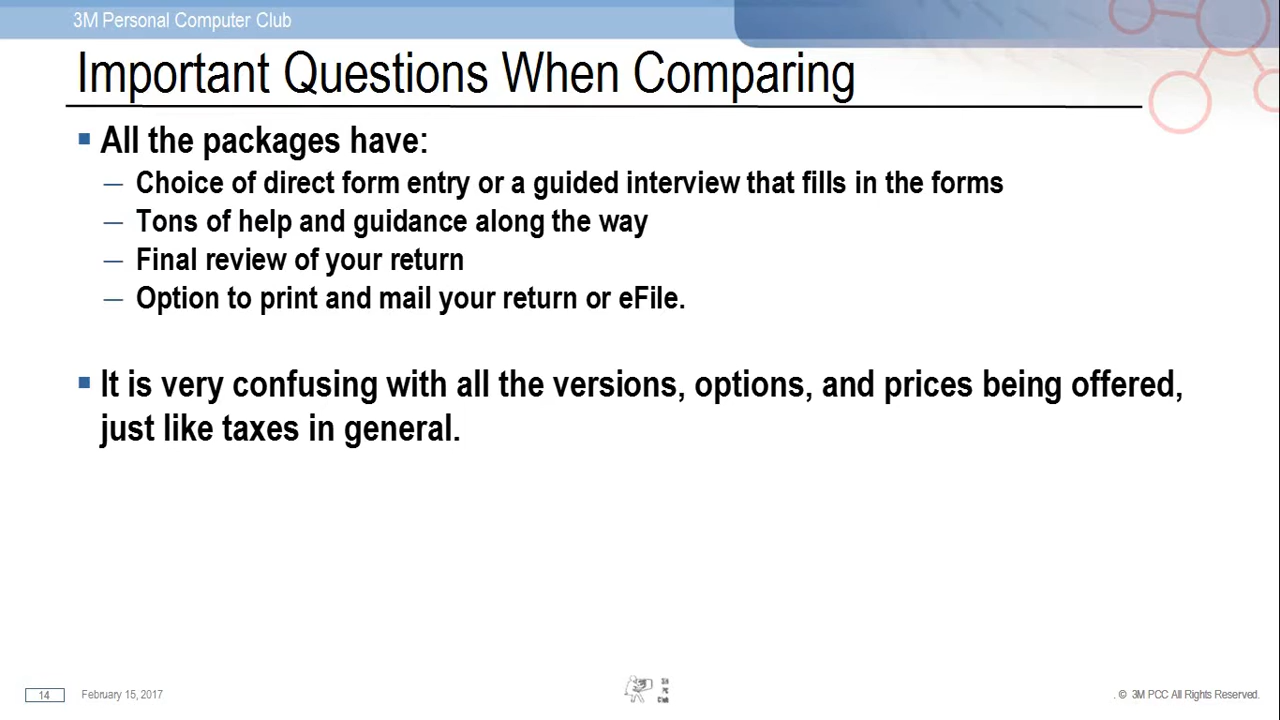 3M Personal Computer Club
Important Questions When Comparing
All the packages have:
Choice of direct form entry or a guided interview that fills in the forms
Tons of help and guidance along the way
Final review of your return
Option to print and mail your return or eFile.
It is very confusing with all the versions, options, and prices being offered,
just like taxes in general.
14
February 15, 2017
Club
. © 3M PCC All Rights Reserved.